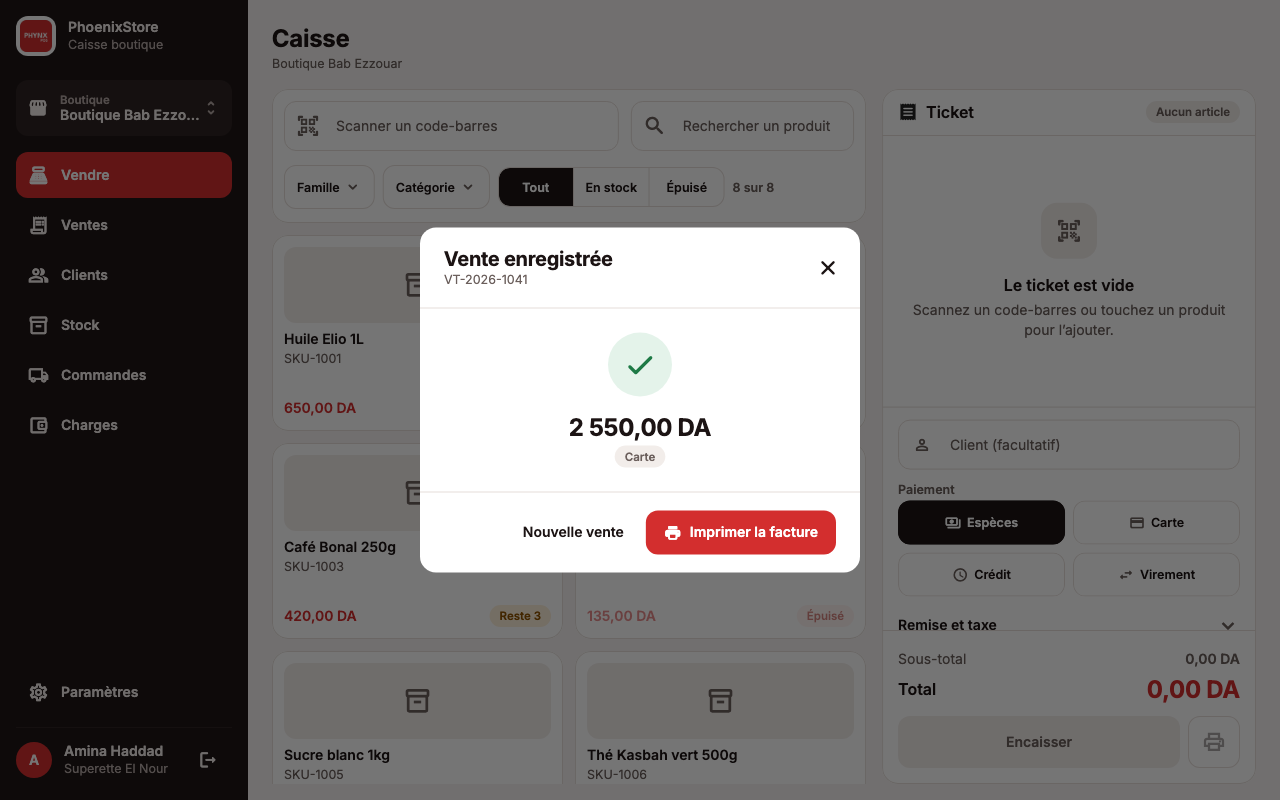 PHYNX
PhoenixStore
Caisse boutique
Boutique
Boutique Bab Ezzo...
Vendre
Ventes
Clients
Stock
Commandes
Charges
Paramètres
A
Amina Haddad
Superette El Nour
Caisse
Boutique Bab Ezzouar
Scanner un code-barres
Rechercher un produit
Famille
Catégorie
Tout
En stock
Épuisé
8 sur 8
Huile Elio 1L
SKU-1001
650,00 DA
Café Bonal 250g
SKU-1003
420,00 DA
Reste 3
135,00 DA
Épuisé
Sucre blanc 1kg
SKU-1005
Thé Kasbah vert 500g
SKU-1006
Vente enregistrée
VT-2026-1041
2 550,00 DA
Carte
Nouvelle vente
Imprimer la facture
Ticket
Aucun article
Le ticket est vide
Scannez un code-barres ou touchez un produit
pour l’ajouter.
Client (facultatif)
Paiement
Espèces
Carte
Crédit
Virement
Remise et taxe
Sous-total
0,00 DA
Total
0,00 DA
Encaisser